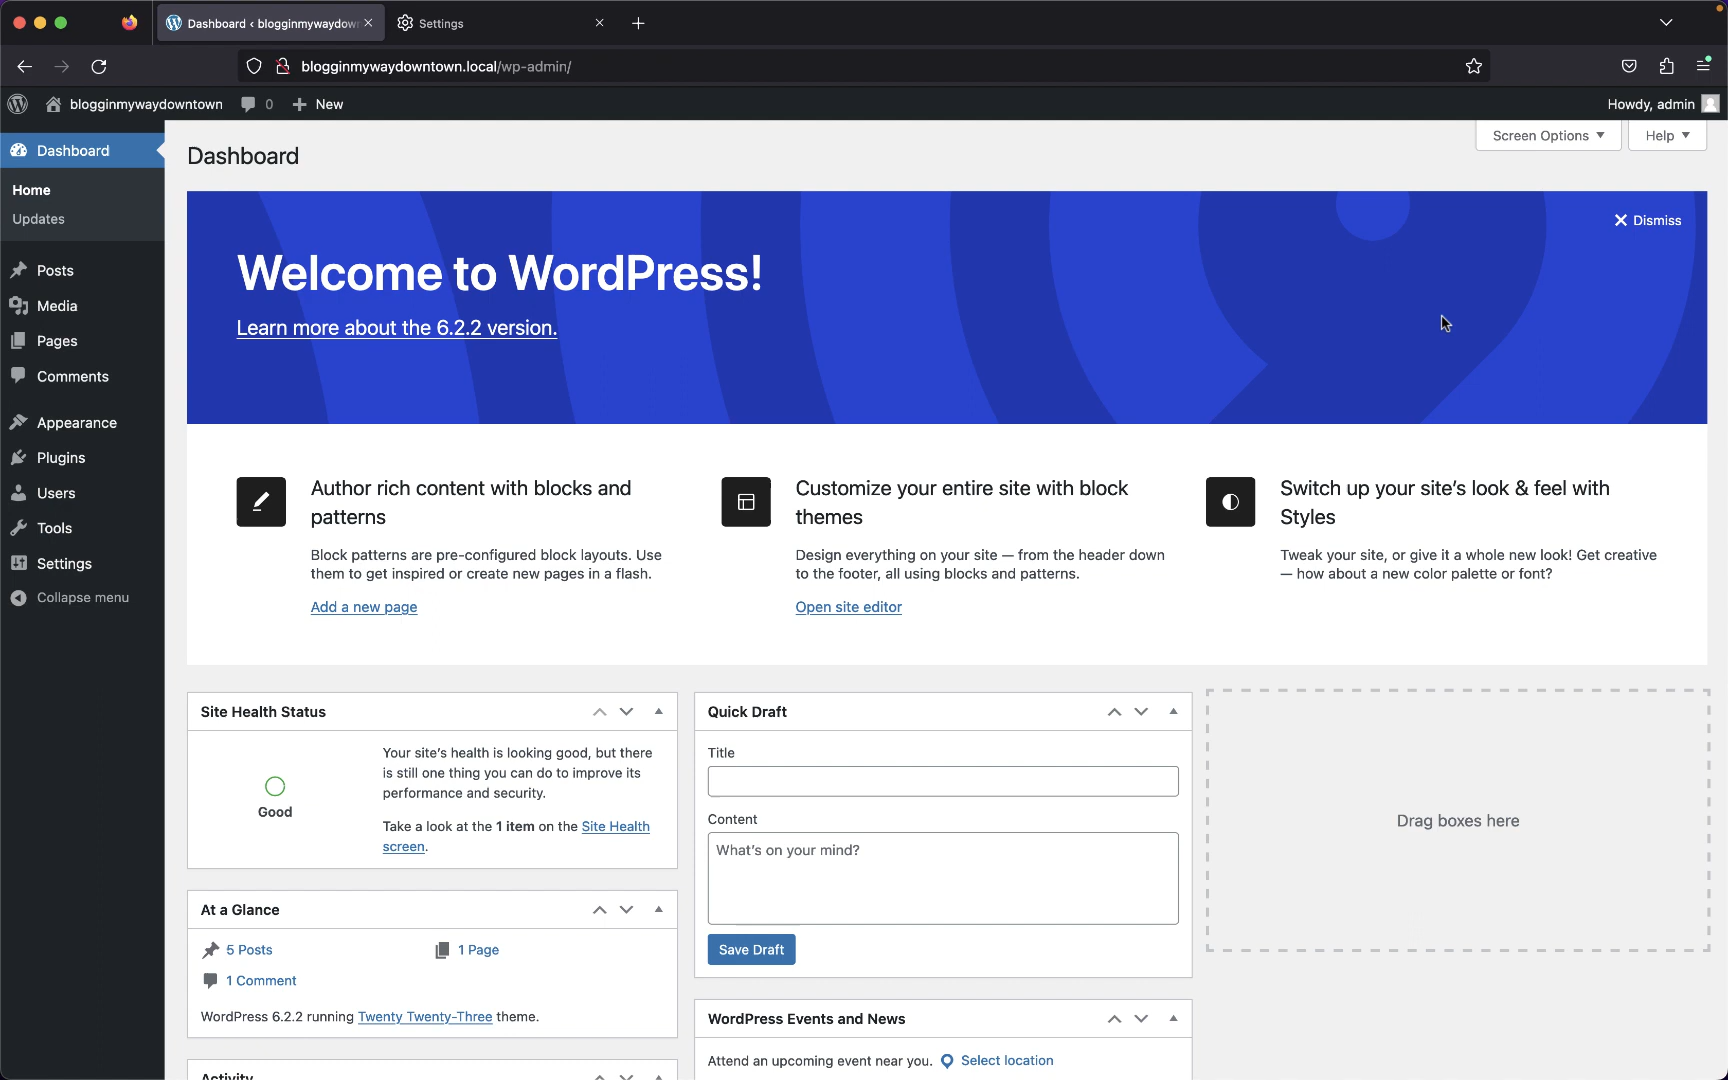 Dashboard ‹ blogginmywaydow
Settings
blogginmywaydowntown.local/wp-admin/
blogginmywaydowntown
0
New
Howdy, admin
Dashboard
Home
Updates
Posts
Media
Pages
Comments
Appearance
Plugins
Users
Tools
Settings
Collapse menu
Dashboard
Screen Options
Help
Dismiss
Welcome to WordPress!
Learn more about the 6.2.2 version.
Author rich content with blocks and
patterns
Block patterns are pre-configured block layouts. Use
them to get inspired or create new pages in a flash.
Add a new page
Customize your entire site with block
themes
Design everything on your site — from the header down
to the footer, all using blocks and patterns.
Open site editor
Switch up your site’s look & feel with
Styles
Tweak your site, or give it a whole new look! Get creative
— how about a new color palette or font?
Site Health Status
Good
Your site’s health is looking good, but there
is still one thing you can do to improve its
performance and security.
Take a look at the 1 item on the Site Health
screen.
At a Glance
5 Posts
1 Page
1 Comment
WordPress 6.2.2 running Twenty Twenty-Three theme.
Activity
Quick Draft
Title
Content
What’s on your mind?
Save Draft
WordPress Events and News
Attend an upcoming event near you. Select location
Drag boxes here